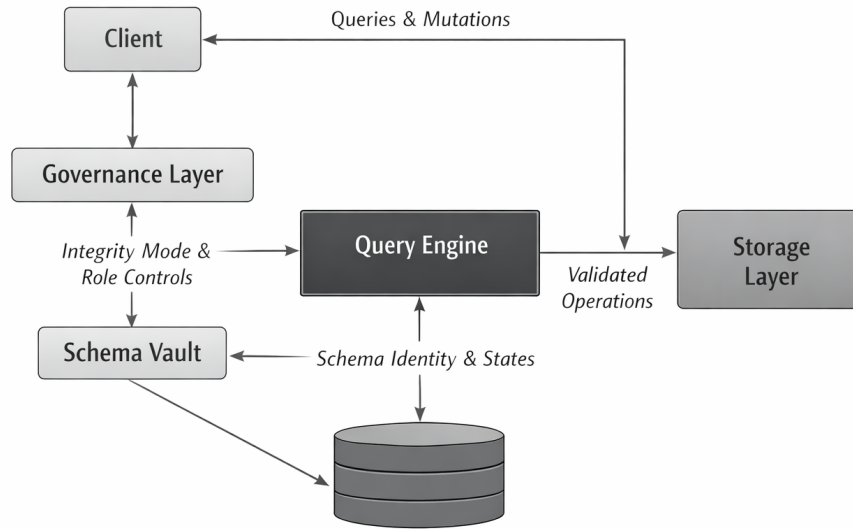 Queries & Mutations
Client
Governance Layer
Integrity Mode &
Role Controls
Query Engine
Storage
Layer
Validated
Operations
Schema Vault
Schema Identity & States